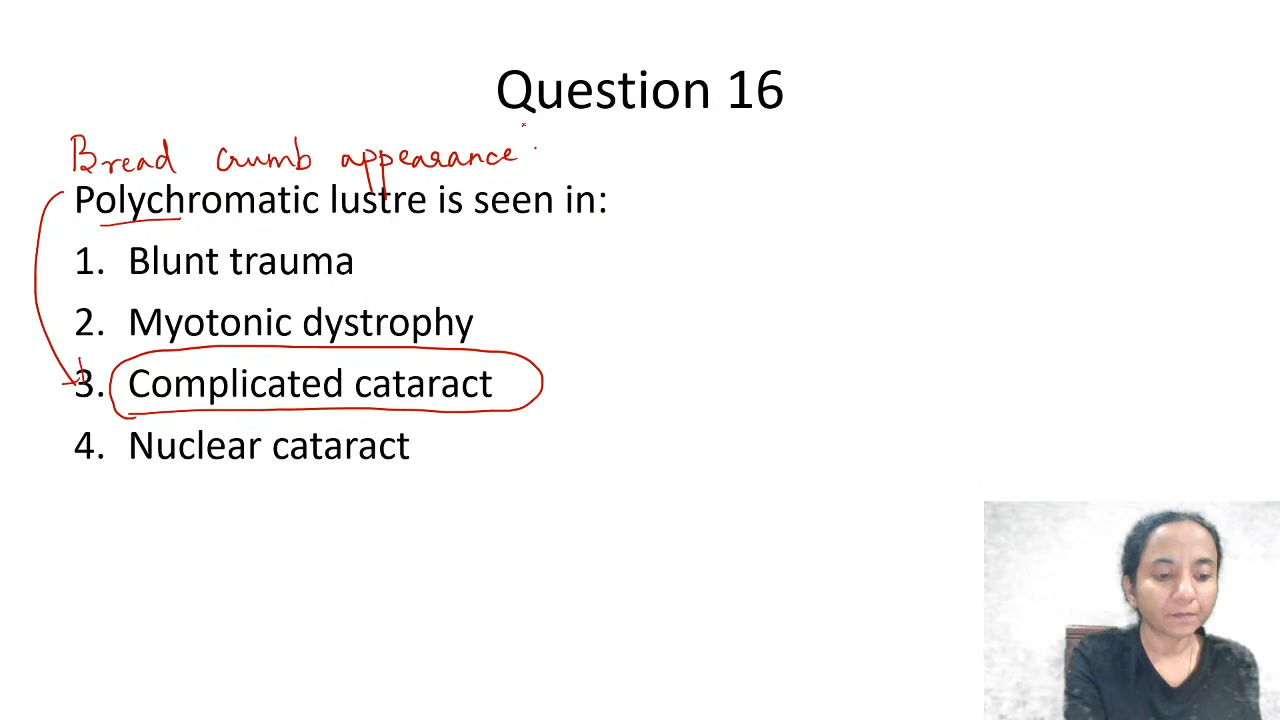 Question 16
Bread crumb appearance
Polychromatic lustre is seen in:
1. Blunt trauma
2. Myotonic dystrophy
3. Complicated cataract
4. Nuclear cataract